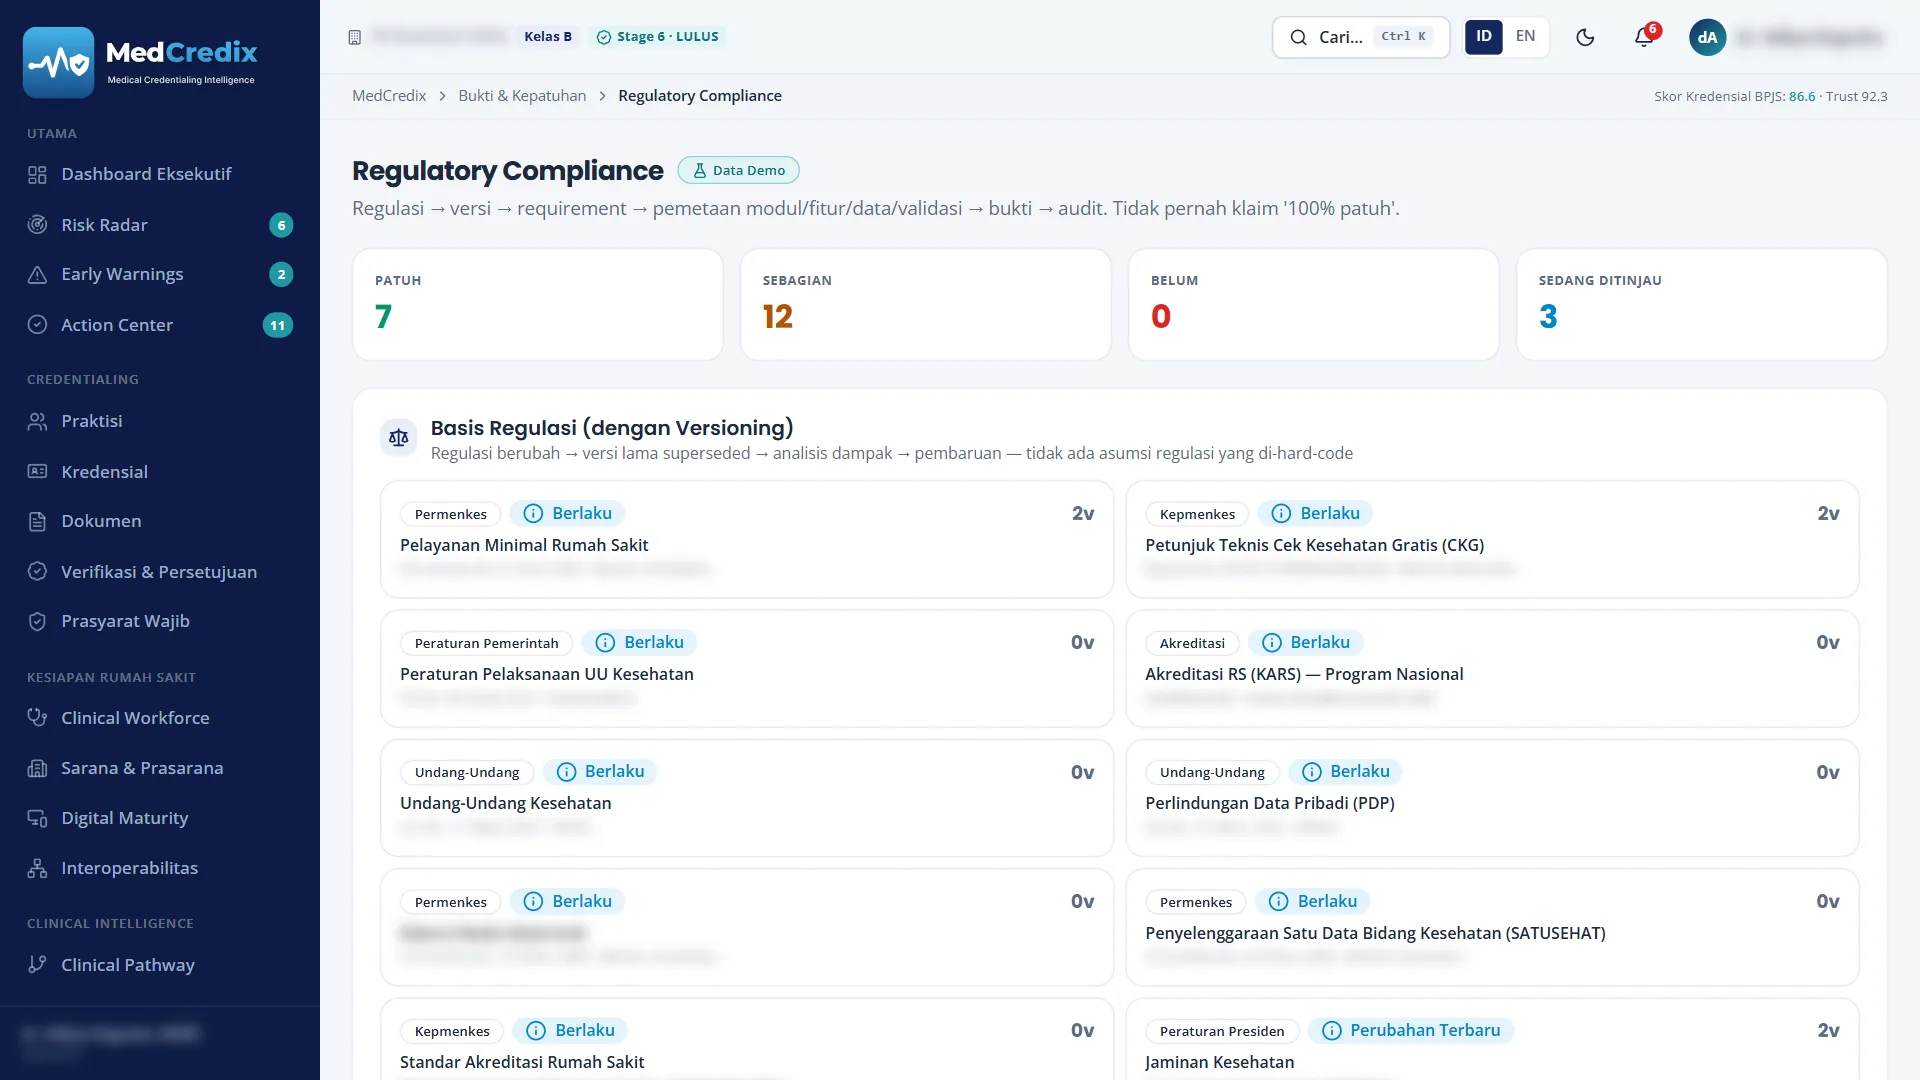 MedCredix
Medical Credentialing Intelligence
UTAMA
Dashboard Eksekutif
Risk Radar 6
Early Warnings 2
Action Center 11
CREDENTIALING
Praktisi
Kredensial
Dokumen
Verifikasi & Persetujuan
Prasyarat Wajib
KESIAPAN RUMAH SAKIT
Clinical Workforce
Sarana & Prasarana
Digital Maturity
Interoperabilitas
CLINICAL INTELLIGENCE
Clinical Pathway
Kelas B Stage 6 · LULUS Cari... Ctrl K ID EN 6 dA
MedCredix > Bukti & Kepatuhan > Regulatory Compliance Skor Kredensial BPJS: 86.6 · Trust 92.3
Regulatory Compliance Data Demo
Regulasi → versi → requirement → pemetaan modul/fitur/data/validasi → bukti → audit. Tidak pernah klaim '100% patuh'.
PATUH
7
SEBAGIAN
12
BELUM
0
SEDANG DITINJAU
3
Basis Regulasi (dengan Versioning)
Regulasi berubah → versi lama superseded → analisis dampak → pembaruan — tidak ada asumsi regulasi yang di-hard-code
Permenkes Berlaku 2v
Pelayanan Minimal Rumah Sakit
Kepmenkes Berlaku 2v
Petunjuk Teknis Cek Kesehatan Gratis (CKG)
Peraturan Pemerintah Berlaku 0v
Peraturan Pelaksanaan UU Kesehatan
Akreditasi Berlaku 0v
Akreditasi RS (KARS) — Program Nasional
Undang-Undang Berlaku 0v
Undang-Undang Kesehatan
Undang-Undang Berlaku 0v
Perlindungan Data Pribadi (PDP)
Permenkes Berlaku 0v
Permenkes Berlaku 0v
Penyelenggaraan Satu Data Bidang Kesehatan (SATUSEHAT)
Kepmenkes Berlaku 0v
Standar Akreditasi Rumah Sakit
Peraturan Presiden Perubahan Terbaru 2v
Jaminan Kesehatan